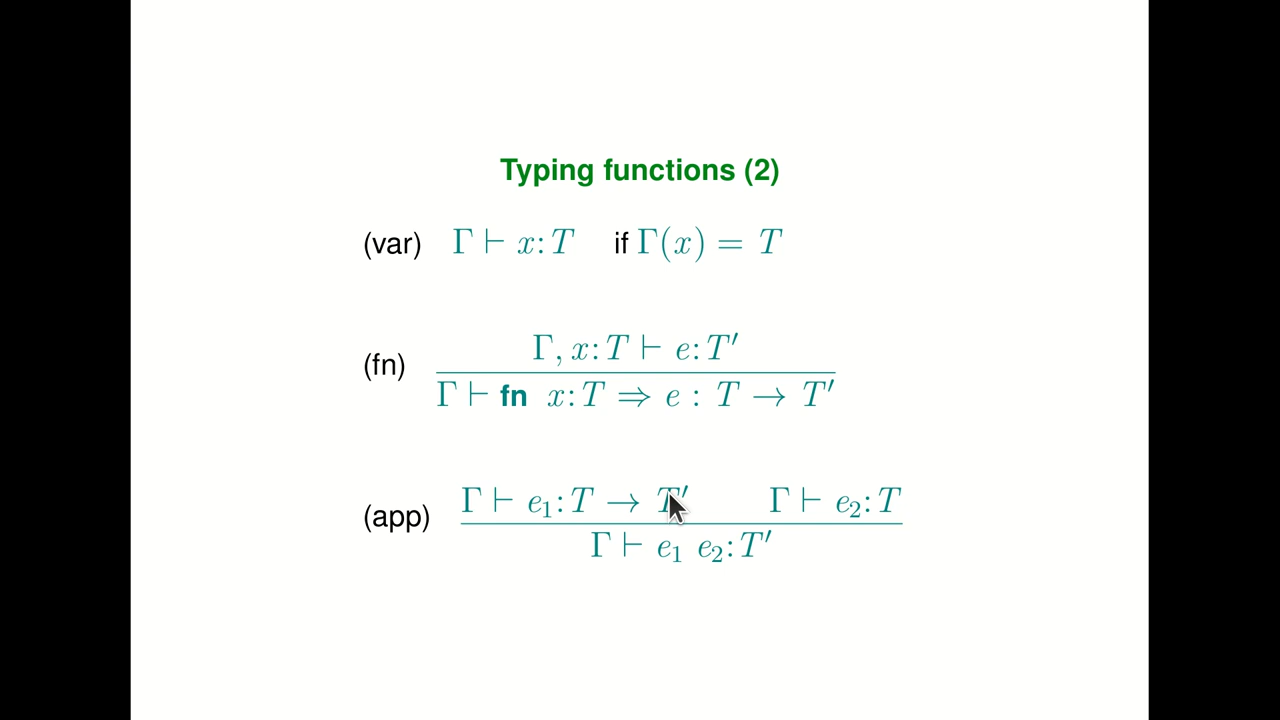 Typing functions (2)
(var) Γ ⊢ x:T if Γ(x) = T
(fn) Γ, x:T ⊢ e:T′
Γ ⊢ fn x:T ⇒ e : T → T′
(app) Γ ⊢ e₁:T → T′ Γ ⊢ e₂:T
Γ ⊢ e₁ e₂:T′